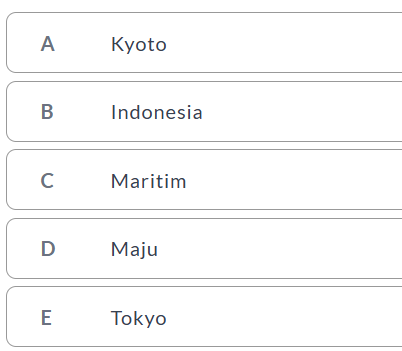 A Kyoto
B Indonesia
C Maritim
D Maju
E Tokyo